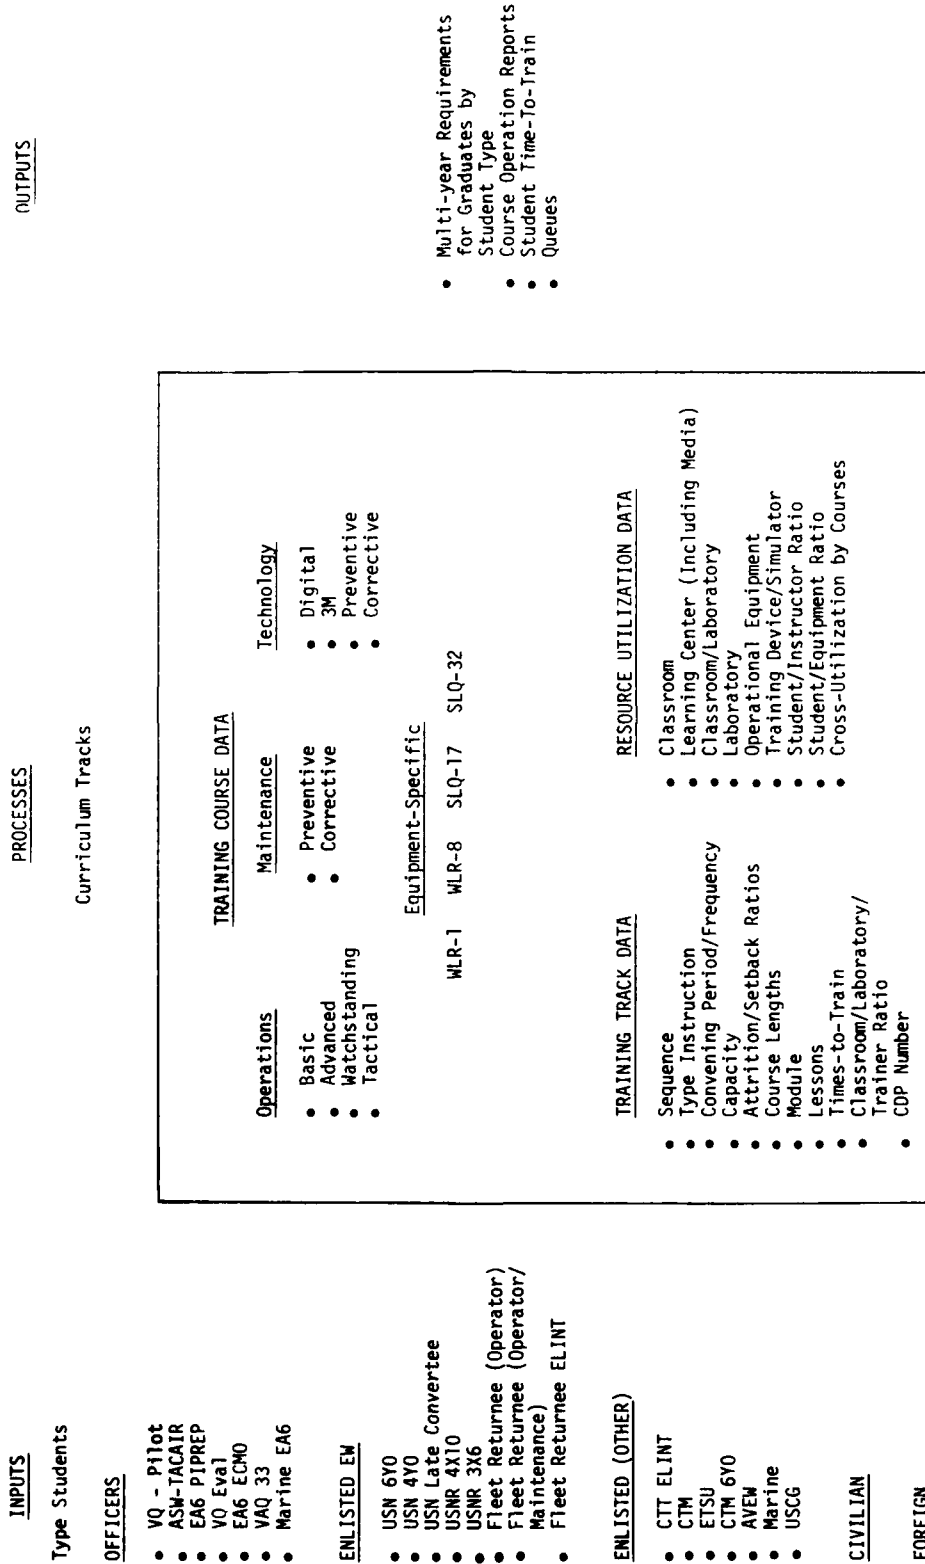 INPUTS
Type Students
OFFICERS
• VQ - Pilot
• ASW-TACAIR
• EA6 PIPREP
• VQ Eval
• EA6 ECMO
• VAQ 33
• Marine EA6
ENLISTED EW
• USN 6YO
• USN 4YO
• USN Late Convertee
• USNR 4X10
• USNR 3X6
• Fleet Returnee (Operator)
• Fleet Returnee (Operator/
Maintenance)
• Fleet Returnee ELINT
ENLISTED (OTHER)
• CTT ELINT
• CTM
• ETSU
• CTM 6YO
• AVEW
• Marine
• USCG
CIVILIAN
FOREIGN
PROCESSES
Curriculum Tracks
TRAINING COURSE DATA
Operations
• Basic
• Advanced
• Watchstanding
• Tactical
Maintenance
• Preventive
• Corrective
Technology
• Digital
• 3M
• Preventive
• Corrective
Equipment-Specific
WLR-1 WLR-8 SLQ-17 SLQ-32
TRAINING TRACK DATA
• Sequence
• Type Instruction
• Convening Period/Frequency
• Capacity
• Attrition/Setback Ratios
• Course Lengths
• Module
• Lessons
• Times-to-Train
• Classroom/Laboratory/
Trainer Ratio
• CDP Number
RESOURCE UTILIZATION DATA
• Classroom
• Learning Center (Including Media)
• Classroom/Laboratory
• Laboratory
• Operational Equipment
• Training Device/Simulator
• Student/Instructor Ratio
• Student/Equipment Ratio
• Cross-Utilization by Courses
OUTPUTS
• Multi-year Requirements
for Graduates by
Student Type
• Course Operation Reports
• Student Time-To-Train
• Queues